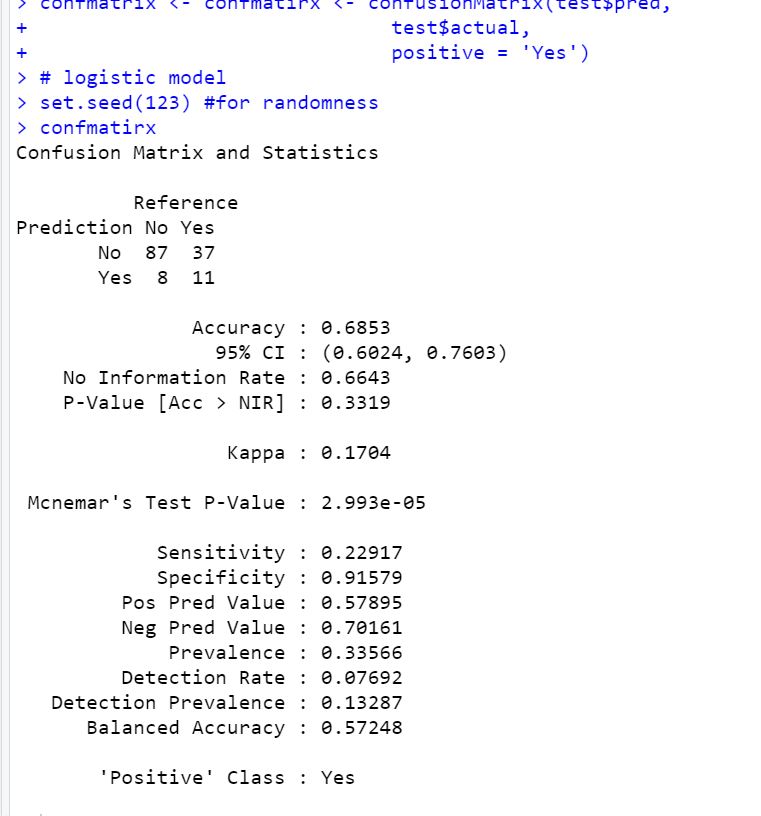 > confmatrix <- confmatirx <- confusionMatrix(test$pred,
+ test$actual,
+ positive = 'Yes')
> # logistic model
> set.seed(123) #for randomness
> confmatirx
Confusion Matrix and Statistics
Reference
Prediction No Yes
No 87 37
Yes 8 11
Accuracy : 0.6853
95% CI : (0.6024, 0.7603)
No Information Rate : 0.6643
P-Value [Acc > NIR] : 0.3319
Kappa : 0.1704
Mcnemar's Test P-Value : 2.993e-05
Sensitivity : 0.22917
Specificity : 0.91579
Pos Pred Value : 0.57895
Neg Pred Value : 0.70161
Prevalence : 0.33566
Detection Rate : 0.07692
Detection Prevalence : 0.13287
Balanced Accuracy : 0.57248
'Positive' Class : Yes